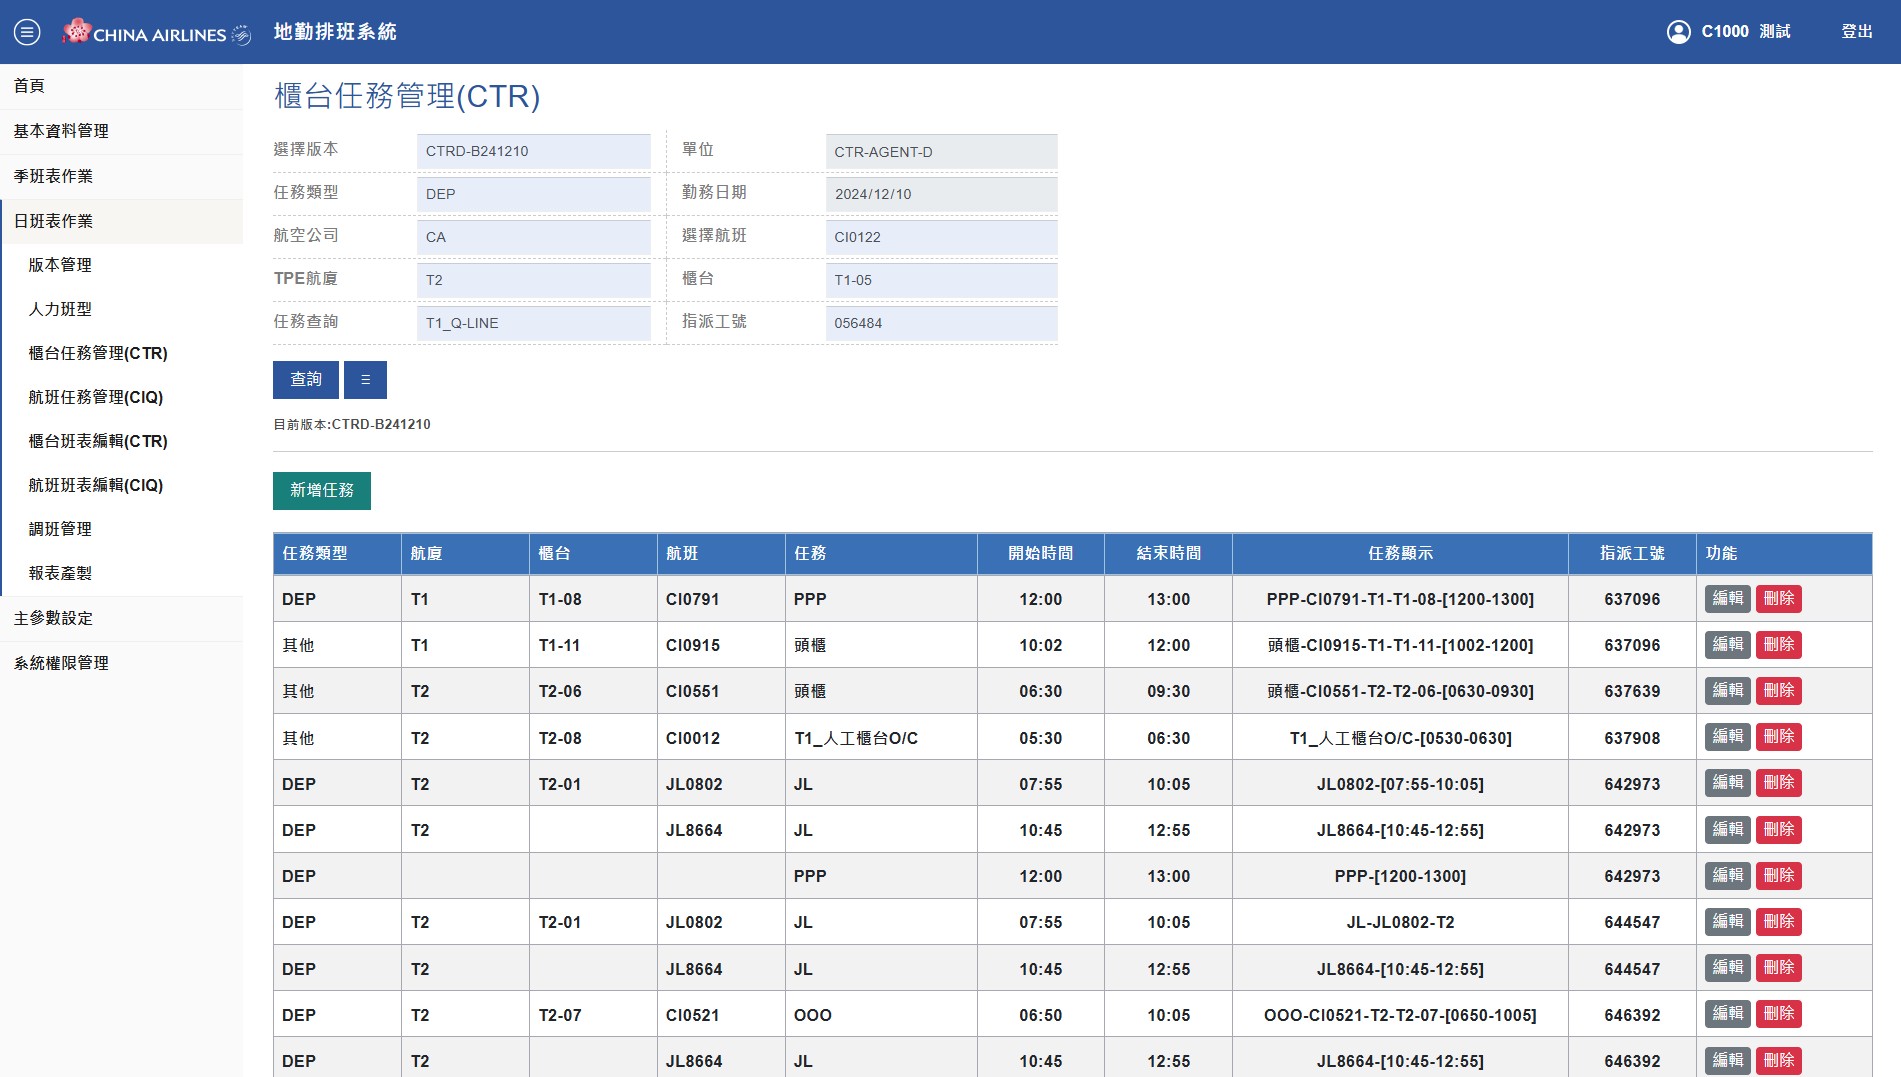 CHINA AIRLINES 地勤排班系統 C1000 測試 登出
首頁
基本資料管理
季班表作業
日班表作業
版本管理
人力班型
櫃台任務管理(CTR)
航班任務管理(CIQ)
櫃台班表編輯(CTR)
航班班表編輯(CIQ)
調班管理
報表產製
主參數設定
系統權限管理
櫃台任務管理(CTR)
選擇版本 CTRD-B241210 單位 CTR-AGENT-D
任務類型 DEP 勤務日期 2024/12/10
航空公司 CA 選擇航班 CI0122
TPE航廈 T2 櫃台 T1-05
任務查詢 T1_Q-LINE 指派工號 056484
查詢 ☰
目前版本:CTRD-B241210
新增任務
任務類型 航廈 櫃台 航班 任務 開始時間 結束時間 任務顯示 指派工號 功能
DEP T1 T1-08 CI0791 PPP 12:00 13:00 PPP-CI0791-T1-T1-08-[1200-1300] 637096 編輯 刪除
其他 T1 T1-11 CI0915 頭櫃 10:02 12:00 頭櫃-CI0915-T1-T1-11-[1002-1200] 637096 編輯 刪除
其他 T2 T2-06 CI0551 頭櫃 06:30 09:30 頭櫃-CI0551-T2-T2-06-[0630-0930] 637639 編輯 刪除
其他 T2 T2-08 CI0012 T1_人工櫃台O/C 05:30 06:30 T1_人工櫃台O/C-[0530-0630] 637908 編輯 刪除
DEP T2 T2-01 JL0802 JL 07:55 10:05 JL0802-[07:55-10:05] 642973 編輯 刪除
DEP T2 JL8664 JL 10:45 12:55 JL8664-[10:45-12:55] 642973 編輯 刪除
DEP PPP 12:00 13:00 PPP-[1200-1300] 642973 編輯 刪除
DEP T2 T2-01 JL0802 JL 07:55 10:05 JL-JL0802-T2 644547 編輯 刪除
DEP T2 JL8664 JL 10:45 12:55 JL8664-[10:45-12:55] 644547 編輯 刪除
DEP T2 T2-07 CI0521 OOO 06:50 10:05 OOO-CI0521-T2-T2-07-[0650-1005] 646392 編輯 刪除
DEP T2 JL8664 JL 10:45 12:55 JL8664-[10:45-12:55] 646392 編輯 刪除